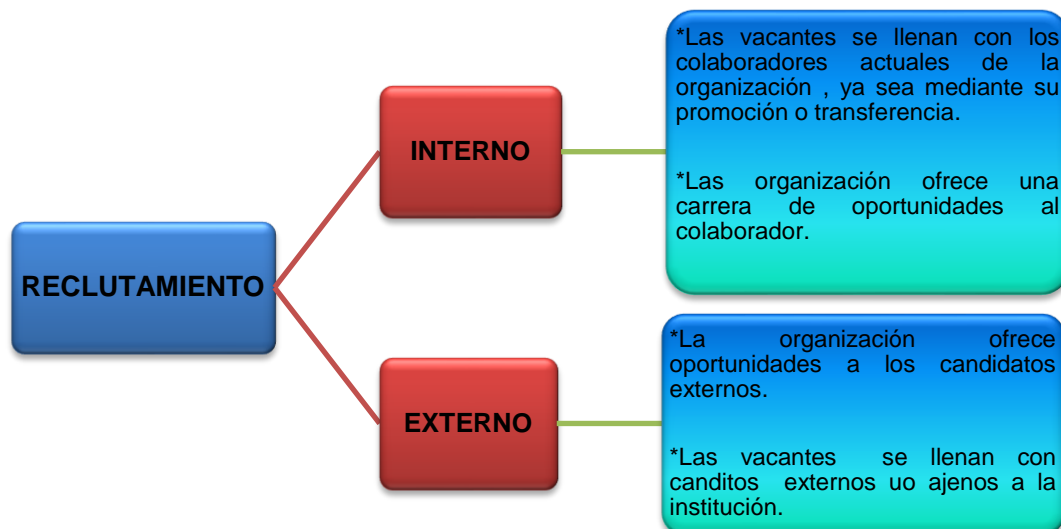 RECLUTAMIENTO
INTERNO
*Las vacantes se llenan con los
colaboradores actuales de la
organización , ya sea mediante su
promoción o transferencia.
*Las organización ofrece una
carrera de oportunidades al
colaborador.
EXTERNO
*La organización ofrece
oportunidades a los candidatos
externos.
*Las vacantes se llenan con
canditos externos uo ajenos a la
institución.